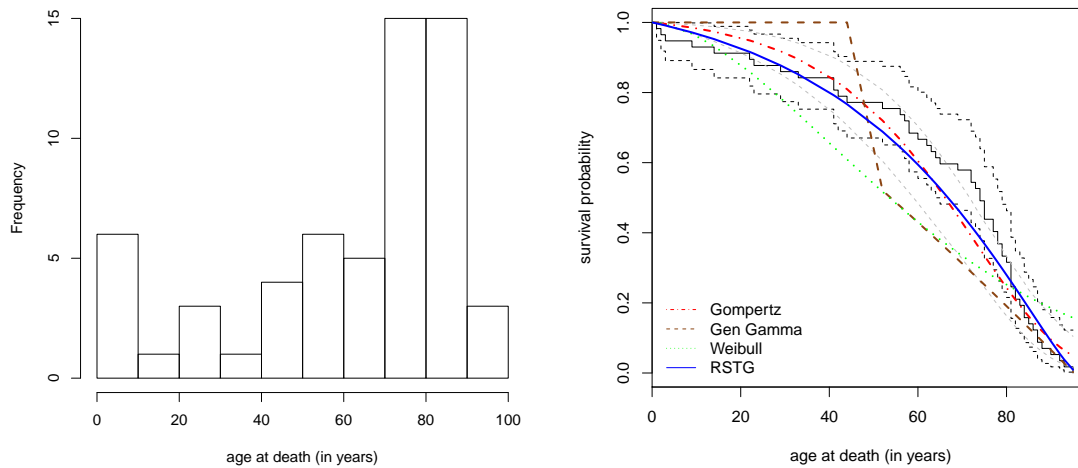 Frequency
15
10
5
0
0 20 40 60 80 100
age at death (in years)
survival probability
1.0
0.8
0.6
0.4
0.2
0.0
Gompertz
Gen Gamma
Weibull
RSTG
0 20 40 60 80
age at death (in years)